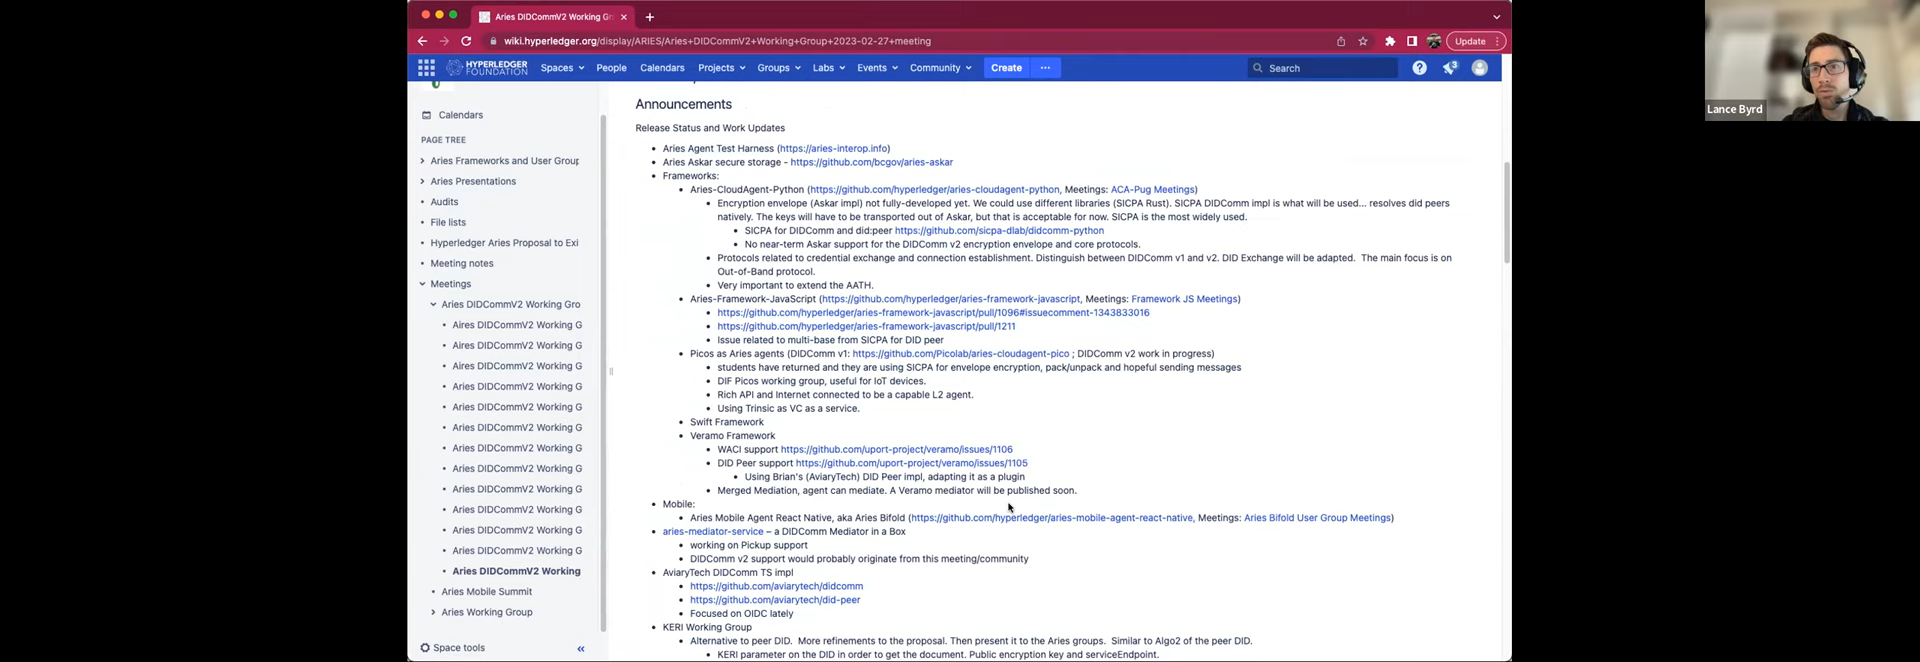 Aries DIDCommV2 Working Gr
wiki.hyperledger.org/display/ARIES/Aries+DIDCommV2+Working+Group+2023-02-27+meeting
Update
HYPERLEDGER
FOUNDATION
Spaces
People
Calendars
Projects
Groups
Labs
Events
Community
Create
Search
3
Calendars
PAGE TREE
Aries Frameworks and User Group
Aries Presentations
Audits
File lists
Hyperledger Aries Proposal to Exi
Meeting notes
Meetings
Aries DIDCommV2 Working Gro
Aires DIDCommV2 Working G
Aries DIDCommV2 Working G
Aries DIDCommV2 Working G
Aries DIDCommV2 Working G
Aries DIDCommV2 Working G
Aries DIDCommV2 Working G
Aries DIDCommV2 Working G
Aries DIDCommV2 Working G
Aries DIDCommV2 Working G
Aries DIDCommV2 Working G
Aries DIDCommV2 Working G
Aries DIDCommV2 Working G
Aries DIDCommV2 Working
Aries Mobile Summit
Aries Working Group
Space tools
Announcements
Release Status and Work Updates
Aries Agent Test Harness (https://aries-interop.info)
Aries Askar secure storage - https://github.com/bcgov/aries-askar
Frameworks:
Aries-CloudAgent-Python (https://github.com/hyperledger/aries-cloudagent-python, Meetings: ACA-Pug Meetings)
Encryption envelope (Askar impl) not fully-developed yet. We could use different libraries (SICPA Rust). SICPA DIDComm impl is what will be used... resolves did peers
natively. The keys will have to be transported out of Askar, but that is acceptable for now. SICPA is the most widely used.
SICPA for DIDComm and did:peer https://github.com/sicpa-dlab/didcomm-python
No near-term Askar support for the DIDComm v2 encryption envelope and core protocols.
Protocols related to credential exchange and connection establishment. Distinguish between DIDComm v1 and v2. DID Exchange will be adapted. The main focus is on
Out-of-Band protocol.
Very important to extend the AATH.
Aries-Framework-JavaScript (https://github.com/hyperledger/aries-framework-javascript, Meetings: Framework JS Meetings)
https://github.com/hyperledger/aries-framework-javascript/pull/1096#issuecomment-1343833016
https://github.com/hyperledger/aries-framework-javascript/pull/1211
Issue related to multi-base from SICPA for DID peer
Picos as Aries agents (DIDComm v1: https://github.com/Picolab/aries-cloudagent-pico ; DIDComm v2 work in progress)
students have returned and they are using SICPA for envelope encryption, pack/unpack and hopeful sending messages
DIF Picos working group, useful for IoT devices.
Rich API and Internet connected to be a capable L2 agent.
Using Trinsic as VC as a service.
Swift Framework
Veramo Framework
WACI support https://github.com/uport-project/veramo/issues/1106
DID Peer support https://github.com/uport-project/veramo/issues/1105
Using Brian's (AviaryTech) DID Peer impl, adapting it as a plugin
Merged Mediation, agent can mediate. A Veramo mediator will be published soon.
Mobile:
Aries Mobile Agent React Native, aka Aries Bifold (https://github.com/hyperledger/aries-mobile-agent-react-native, Meetings: Aries Bifold User Group Meetings)
aries-mediator-service – a DIDComm Mediator in a Box
working on Pickup support
DIDComm v2 support would probably originate from this meeting/community
AviaryTech DIDComm TS impl
https://github.com/aviarytech/didcomm
https://github.com/aviarytech/did-peer
Focused on OIDC lately
KERI Working Group
Alternative to peer DID. More refinements to the proposal. Then present it to the Aries groups. Similar to Algo2 of the peer DID.
KERI parameter on the DID in order to get the document. Public encryption key and serviceEndpoint.
Lance Byrd